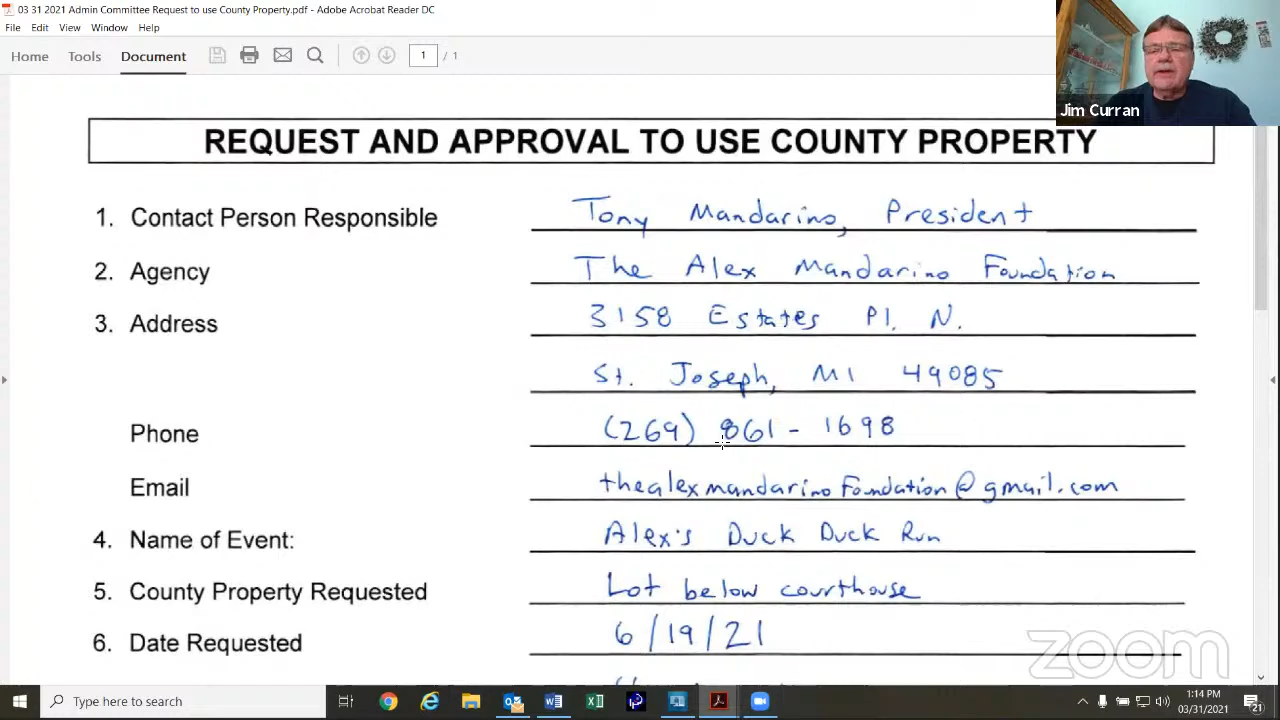 03 31 2021 Admin Committee Request to use County Property.pdf - Adobe Acrobat Reader DC
File Edit View Window Help
Home Tools Document 1 / 1
Jim Curran
REQUEST AND APPROVAL TO USE COUNTY PROPERTY
1. Contact Person Responsible Tony Mandarino, President
2. Agency The Alex Mandarino Foundation
3. Address 3158 Estates Pl. N.
St. Joseph, MI 49085
Phone (269) 861-1698
Email thealexmandarinoFoundation@gmail.com
4. Name of Event: Alex's Duck Duck Run
5. County Property Requested Lot below courthouse
6. Date Requested 6/19/21
zoom
Type here to search
1:14 PM
03/31/2021
21